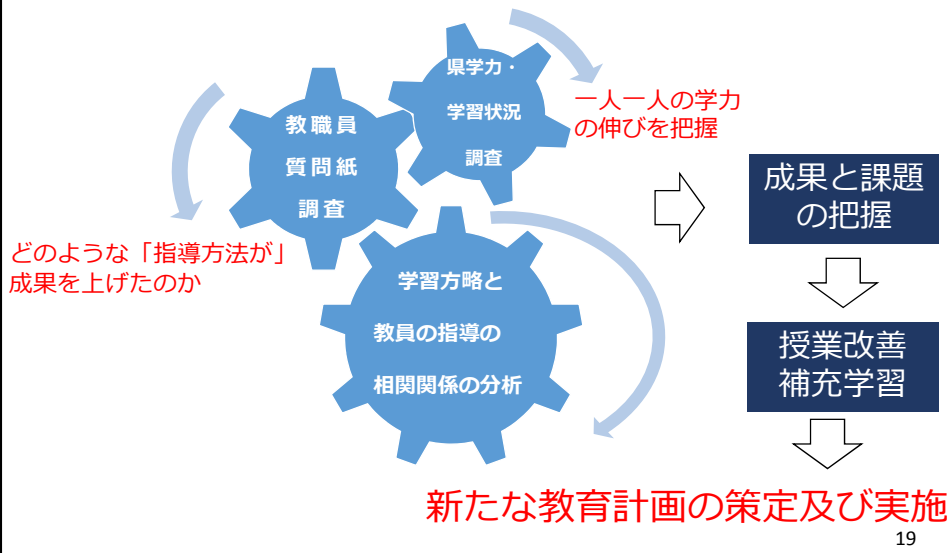 県学力・
学習状況
調査
一人一人の学力
の伸びを把握
教職員
質問紙
調査
どのような「指導方法が」
成果を上げたのか
学習方略と
教員の指導の
相関関係の分析
成果と課題
の把握
授業改善
補充学習
新たな教育計画の策定及び実施
19